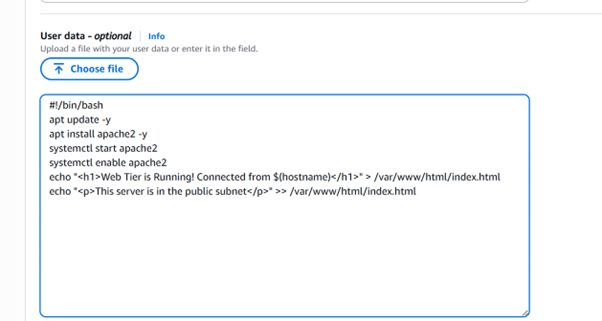 User data - optional Info
Upload a file with your user data or enter it in the field.
Choose file
#!/bin/bash
apt update -y
apt install apache2 -y
systemctl start apache2
systemctl enable apache2
echo "<h1>Web Tier is Running! Connected from $(hostname)</h1>" > /var/www/html/index.html
echo "<p>This server is in the public subnet</p>" >> /var/www/html/index.html